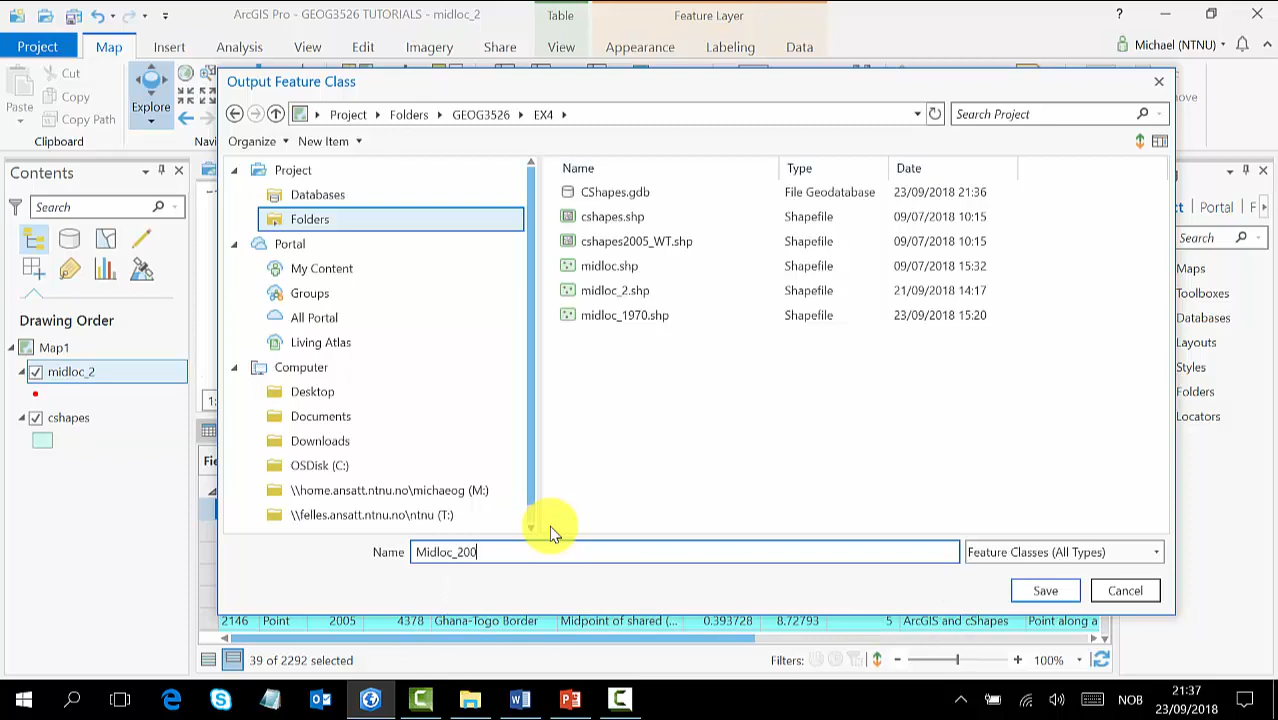 ArcGIS Pro - GEOG3526 TUTORIALS - midloc_2
Table
Feature Layer
?
Project
Map
Insert
Analysis
View
Edit
Imagery
Share
View
Appearance
Labeling
Data
Michael (NTNU)
Paste
Cut
Copy
Copy Path
Clipboard
Explore
Navi
Output Feature Class
Project
Folders
GEOG3526
EX4
Search Project
Organize
New Item
Contents
Search
Drawing Order
Map1
midloc_2
cshapes
Project
Databases
Folders
Portal
My Content
Groups
All Portal
Living Atlas
Computer
Desktop
Documents
Downloads
OSDisk (C:)
\\home.ansatt.ntnu.no\michaeog (M:)
\\felles.ansatt.ntnu.no\ntnu (T:)
Name Type Date
CShapes.gdb File Geodatabase 23/09/2018 21:36
cshapes.shp Shapefile 09/07/2018 10:15
cshapes2005_WT.shp Shapefile 09/07/2018 10:15
midloc.shp Shapefile 09/07/2018 15:32
midloc_2.shp Shapefile 21/09/2018 14:17
midloc_1970.shp Shapefile 23/09/2018 15:20
Name Midloc_200
Feature Classes (All Types)
Save
Cancel
Portal
Search
Maps
Toolboxes
Databases
Layouts
Styles
Folders
Locators
1:
Fie
2146 Point 2005 4378 Ghana-Togo Border Midpoint of shared (... 0.393728 8.72793 5 ArcGIS and cShapes Point along a
39 of 2292 selected
Filters:
100%
NOB
21:37
23/09/2018